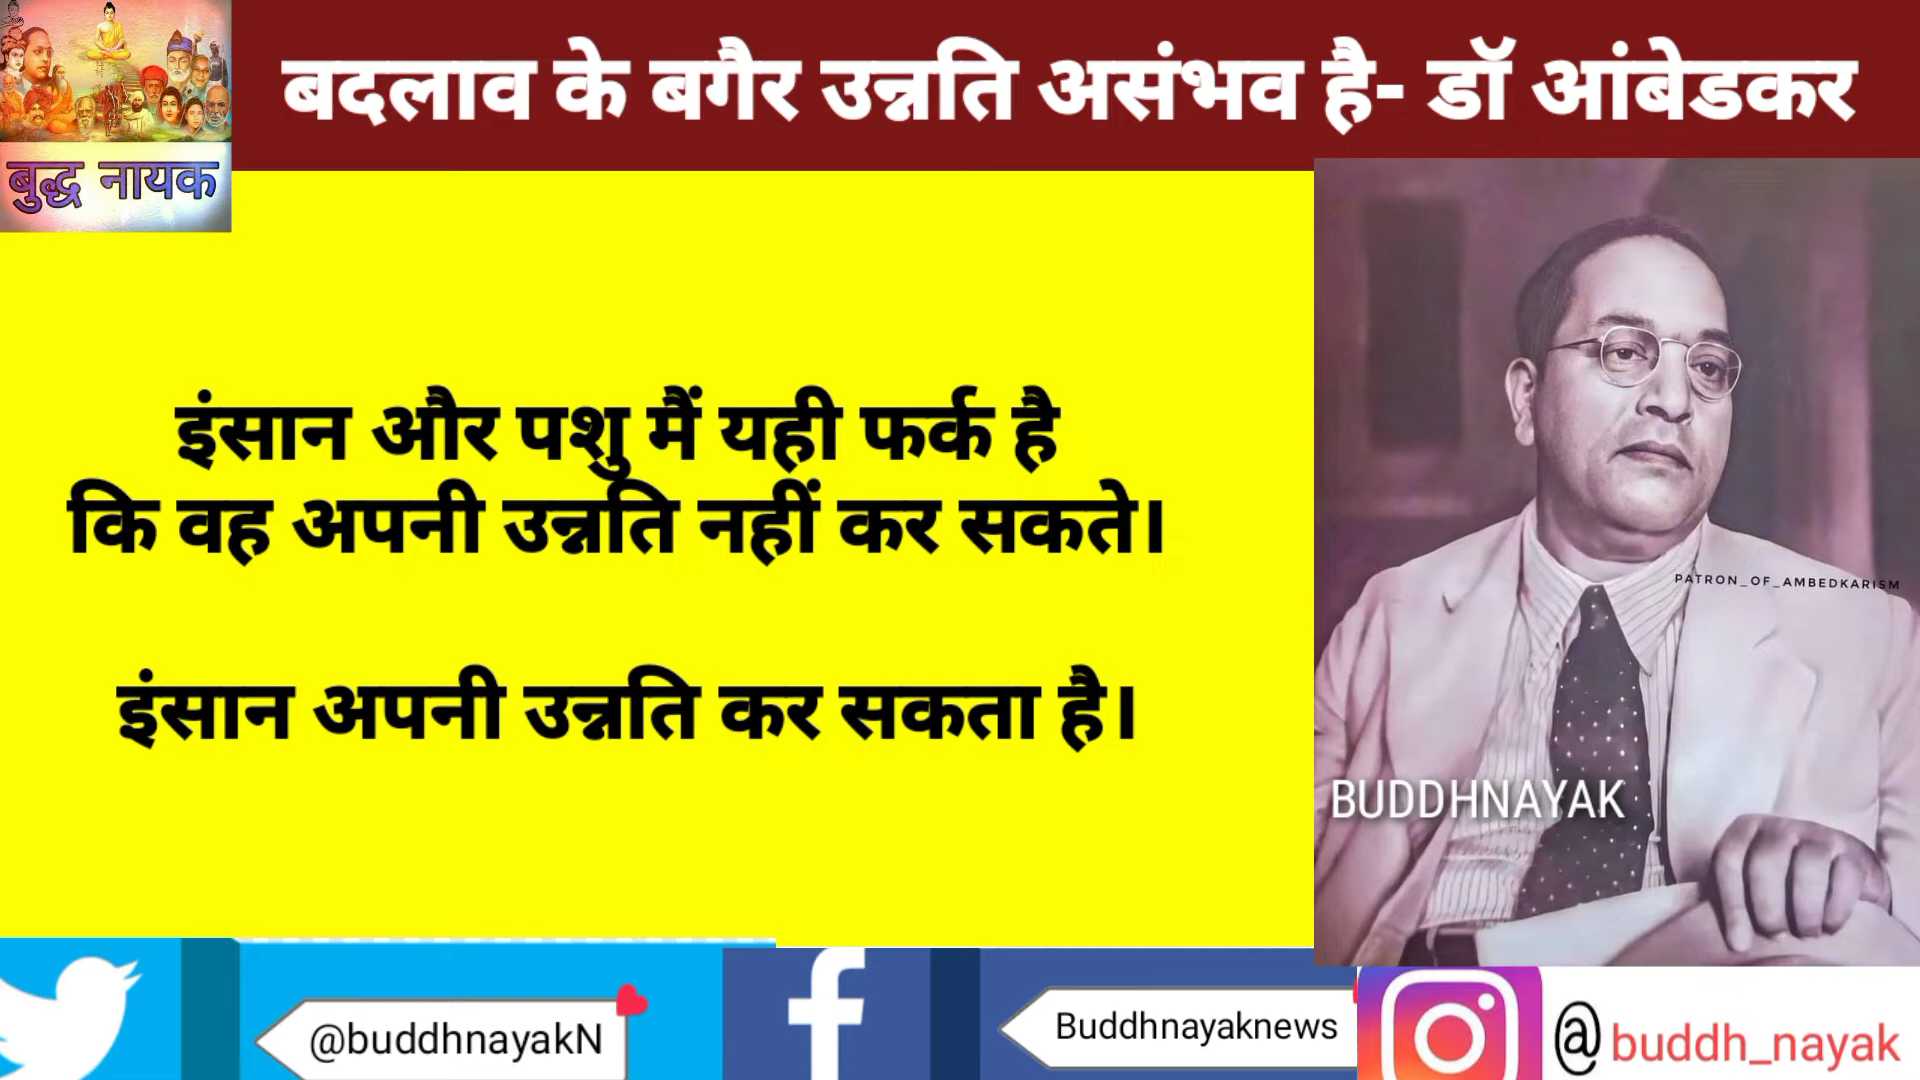 बदलाव के बगैर उन्नति असंभव है- डॉ आंबेडकर
बुद्ध नायक
इंसान और पशु मैं यही फर्क है
कि वह अपनी उन्नति नहीं कर सकते।
इंसान अपनी उन्नति कर सकता है।
PATRON_OF_AMBEDKARISM
BUDDHNAYAK
@buddhnayakN
Buddhnayaknews
@buddh_nayak